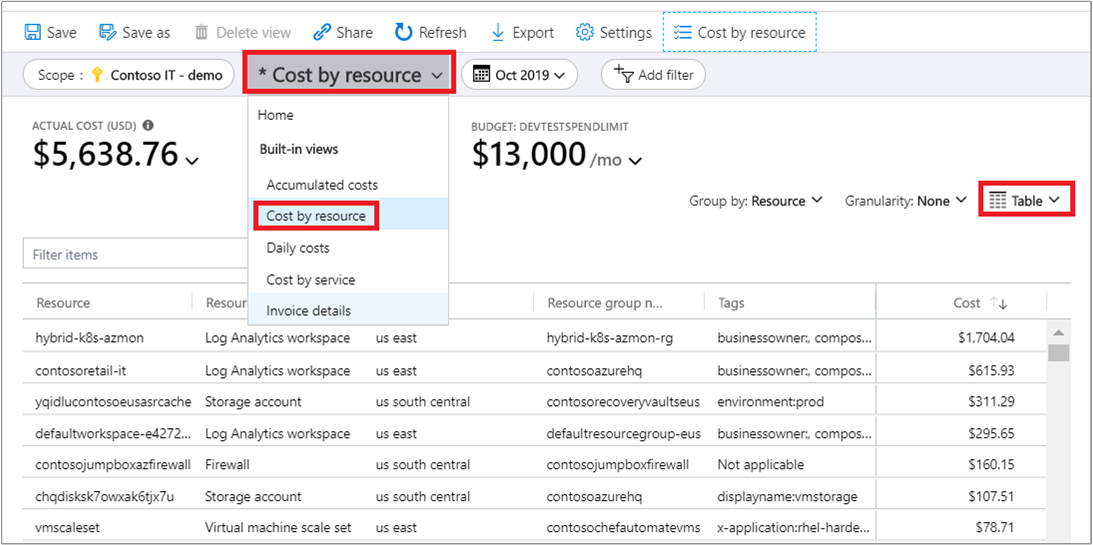 Save Save as Delete view Share Refresh Export Settings Cost by resource
Scope : Contoso IT - demo * Cost by resource Oct 2019 Add filter
Home
ACTUAL COST (USD) BUDGET: DEVTESTSPENDLIMIT
$5,638.76 Built-in views $13,000 /mo
Accumulated costs
Group by: Resource Granularity: None Table
Cost by resource
Daily costs
Filter items
Cost by service
Invoice details
Resource Resour Resource group n... Tags Cost
hybrid-k8s-azmon Log Analytics workspace us east hybrid-k8s-azmon-rg businessowner:, compos... $1,704.04
contosoretail-it Log Analytics workspace us east contosoazurehq businessowner:, compos... $615.93
yqidlucontosoeusasrcache Storage account us south central contosorecoveryvaultseus environment:prod $311.29
defaultworkspace-e4272... Log Analytics workspace us east defaultresourcegroup-eus businessowner:, compos... $295.65
contosojumpboxazfirewall Firewall us south central contosojumpboxfirewall Not applicable $160.15
chqdisksk7owxak6tjx7u Storage account us south central contosoazurehq displayname:vmstorage $107.51
vmscaleset Virtual machine scale set us east contosochefautomatevms x-application:rhel-harde... $78.71